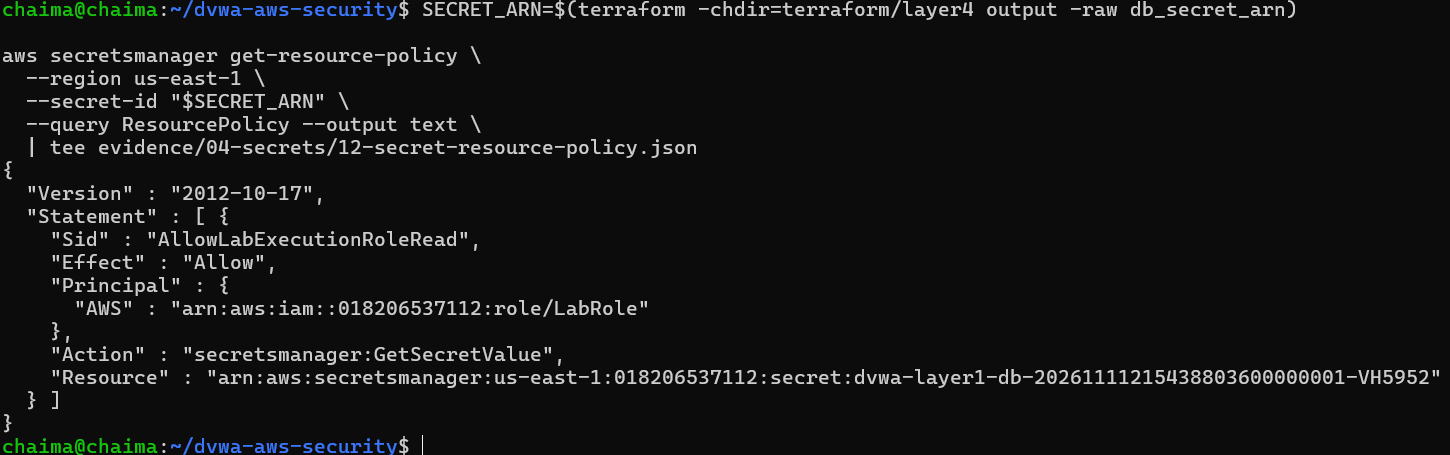 chaima@chaima:~/dvwa-aws-security$ SECRET_ARN=$(terraform -chdir=terraform/layer4 output -raw db_secret_arn)
aws secretsmanager get-resource-policy \
  --region us-east-1 \
  --secret-id "$SECRET_ARN" \
  --query ResourcePolicy --output text \
  | tee evidence/04-secrets/12-secret-resource-policy.json
{
  "Version" : "2012-10-17",
  "Statement" : [ {
    "Sid" : "AllowLabExecutionRoleRead",
    "Effect" : "Allow",
    "Principal" : {
      "AWS" : "arn:aws:iam::018206537112:role/LabRole"
    },
    "Action" : "secretsmanager:GetSecretValue",
    "Resource" : "arn:aws:secretsmanager:us-east-1:018206537112:secret:dvwa-layer1-db-20261111215438803600000001-VH5952"
  } ]
}
chaima@chaima:~/dvwa-aws-security$